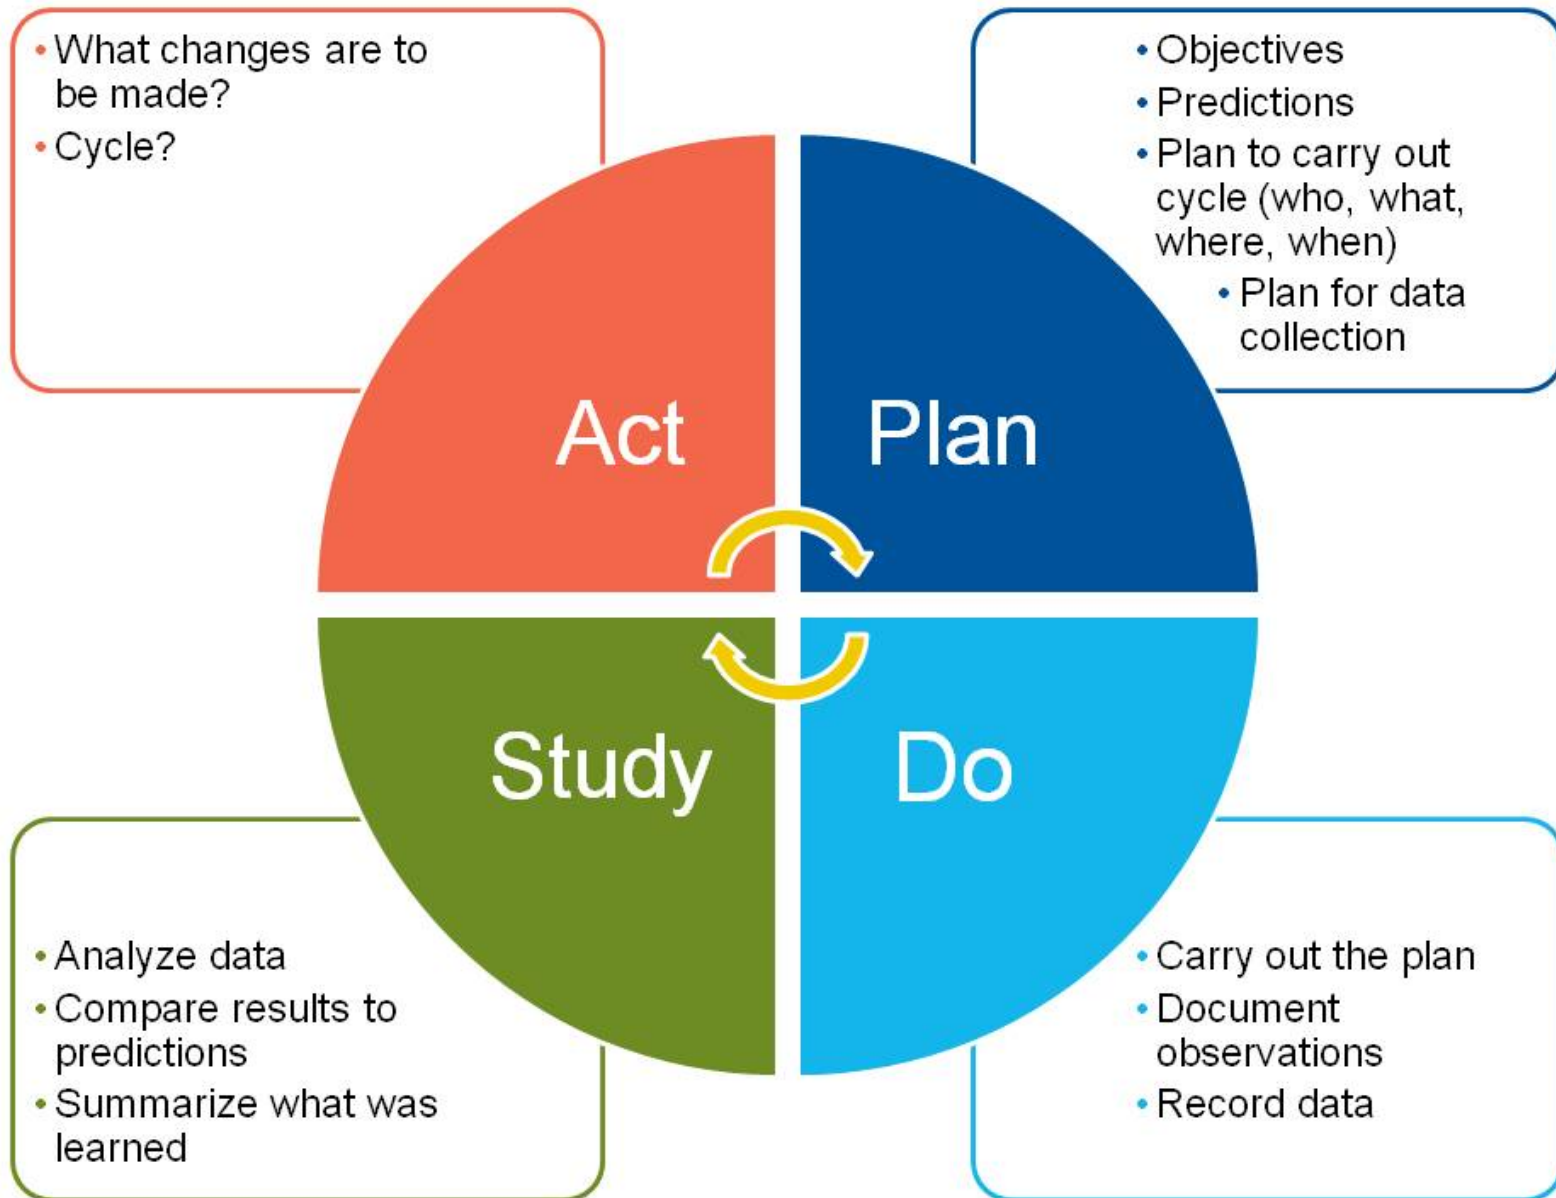 • What changes are to
be made?
• Cycle?
• Objectives
• Predictions
• Plan to carry out
cycle (who, what,
where, when)
• Plan for data
collection
Act
Plan
Study
Do
• Analyze data
• Compare results to
predictions
• Summarize what was
learned
• Carry out the plan
• Document
observations
• Record data